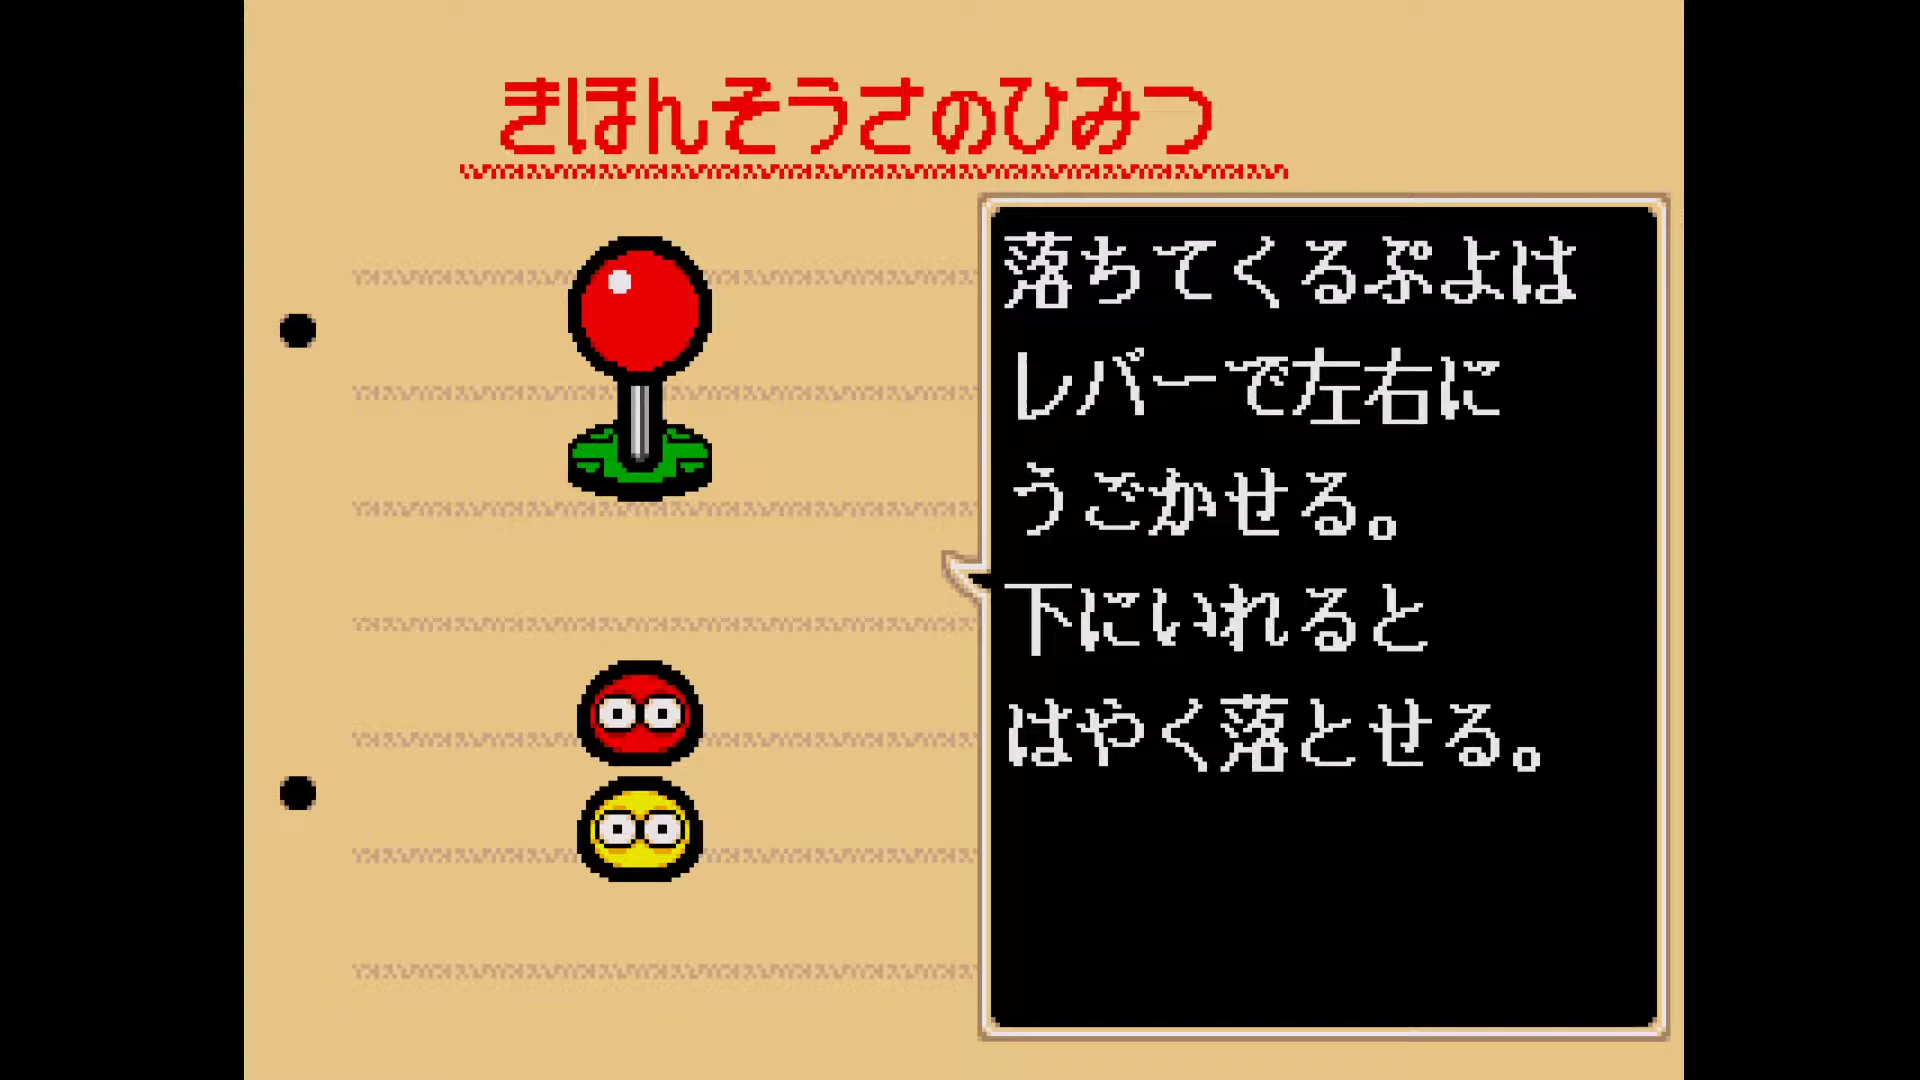 きほんそうさのひみつ
落ちてくるぷよは
レバーで左右に
うごかせる。
下にいれると
はやく落とせる。